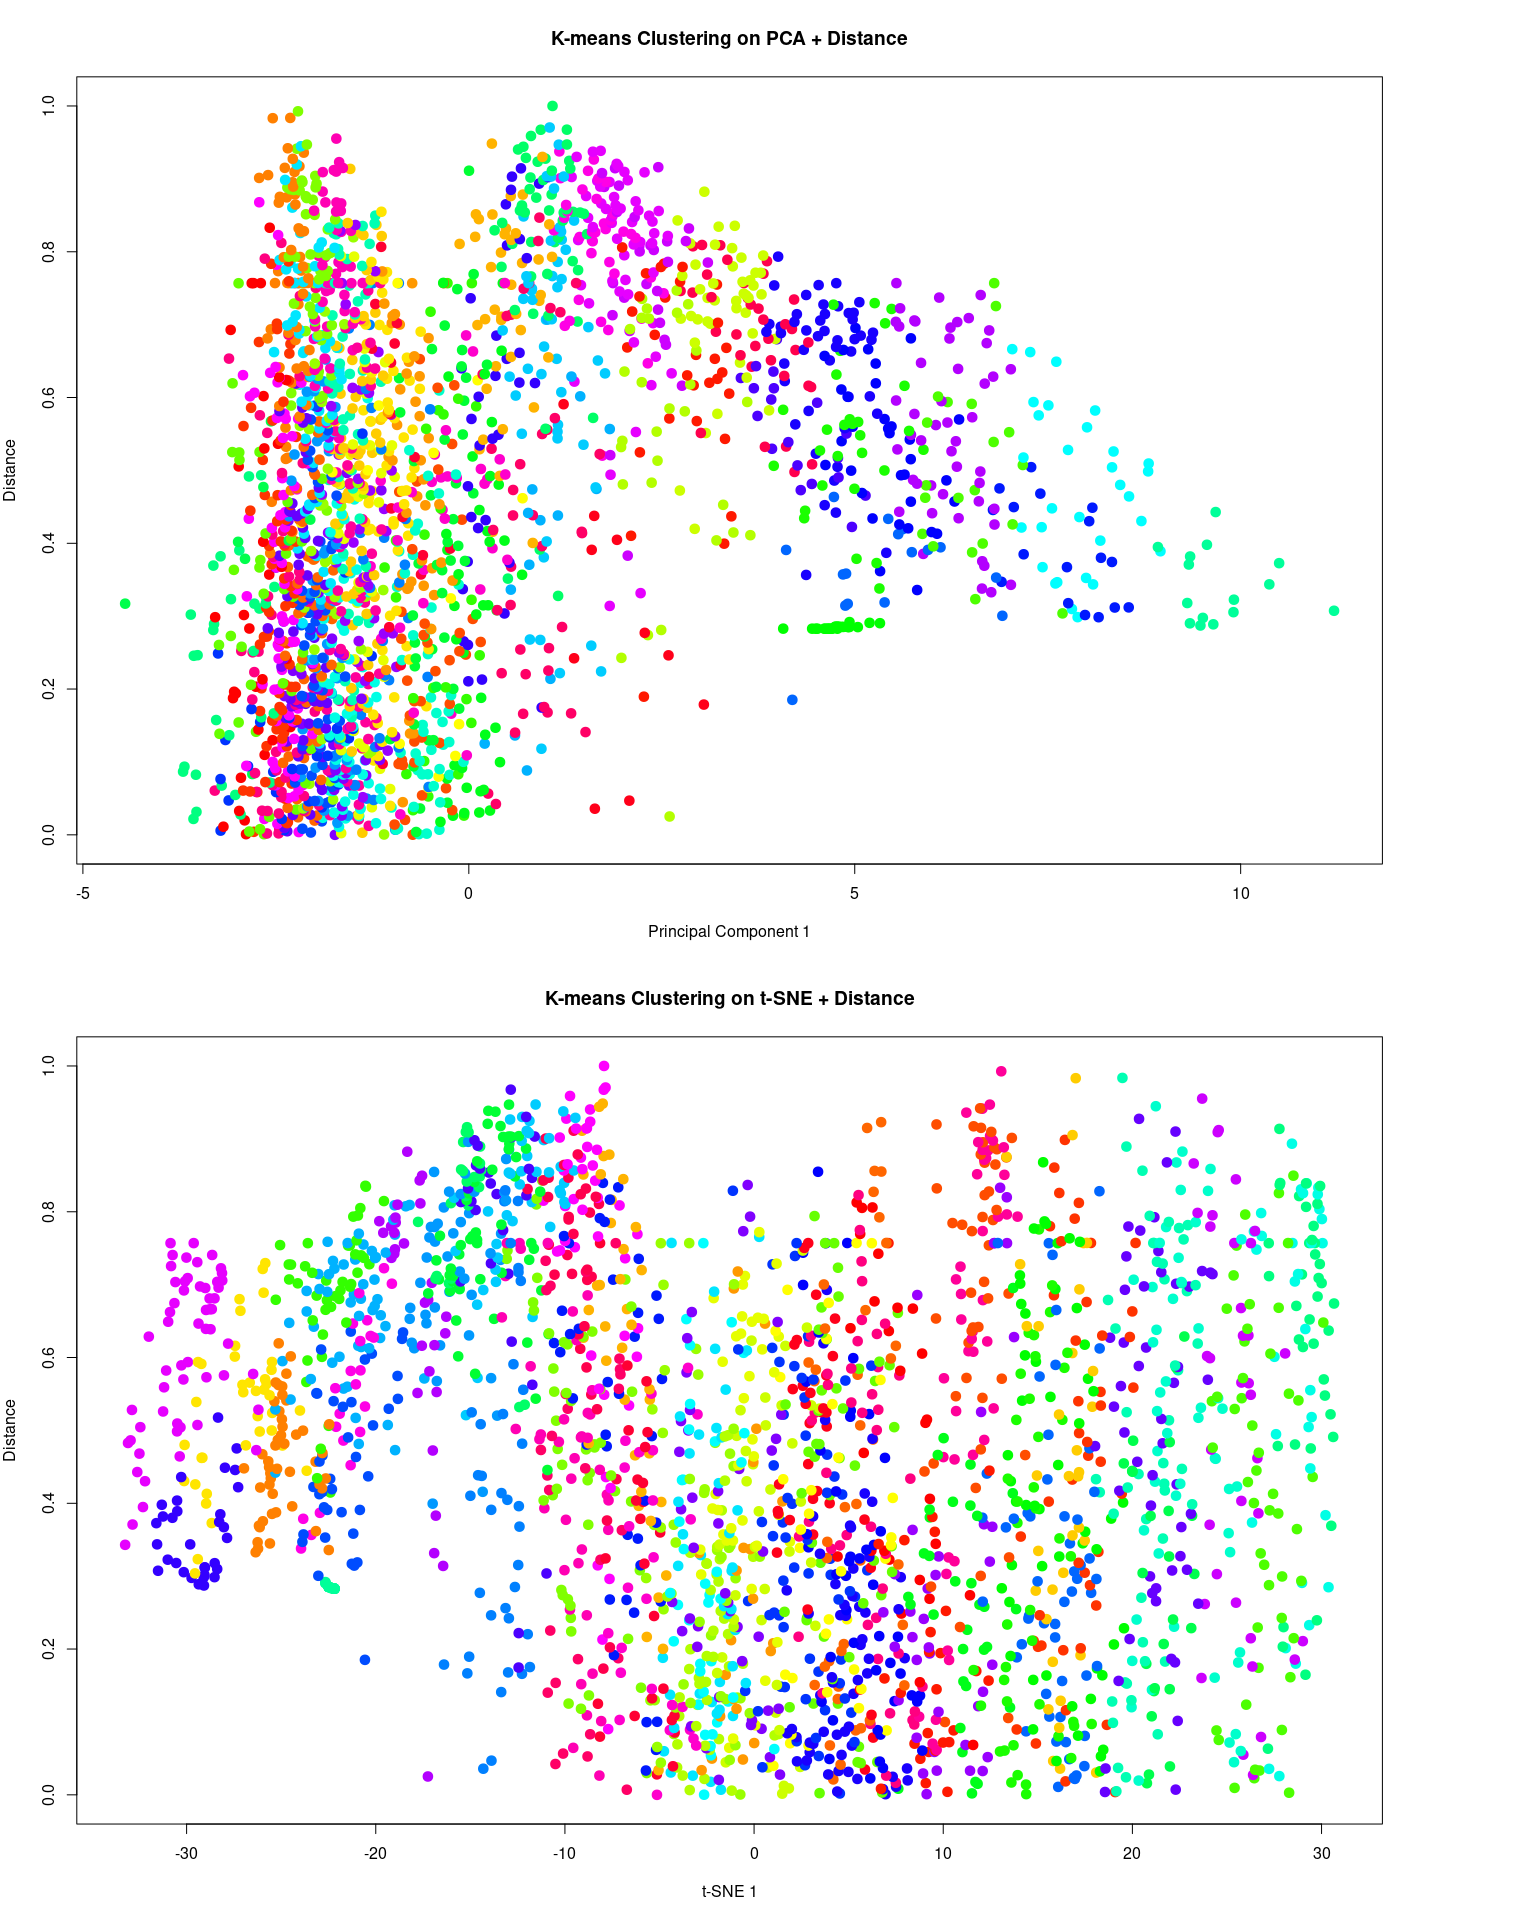 K-means Clustering on PCA + Distance
1.0
0.8
0.6
0.4
0.2
0.0
Distance
-5 0 5 10
Principal Component 1
K-means Clustering on t-SNE + Distance
1.0
0.8
0.6
0.4
0.2
0.0
Distance
-30 -20 -10 0 10 20 30
t-SNE 1